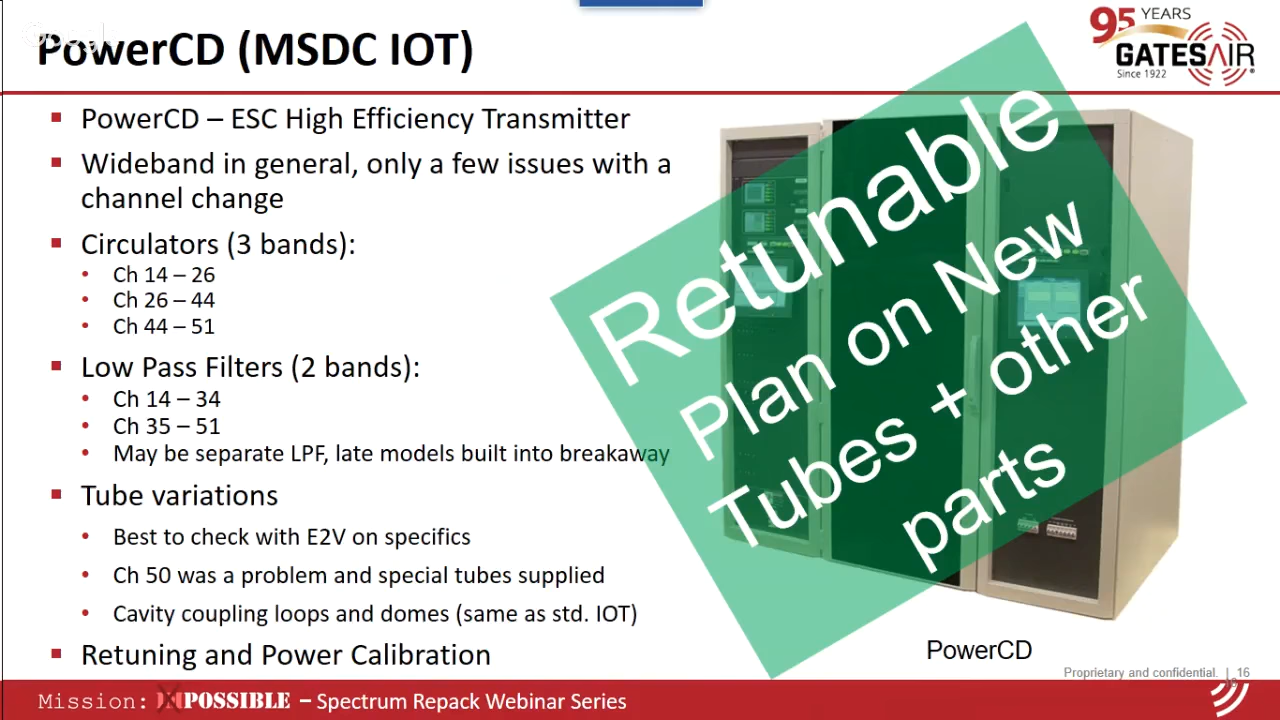 PowerCD (MSDC IOT)
95 YEARS
GATESAIR
Since 1922
PowerCD – ESC High Efficiency Transmitter
Wideband in general, only a few issues with a
channel change
Circulators (3 bands):
Ch 14 – 26
Ch 26 – 44
Ch 44 – 51
Low Pass Filters (2 bands):
Ch 14 – 34
Ch 35 – 51
May be separate LPF, late models built into breakaway
Tube variations
Best to check with E2V on specifics
Ch 50 was a problem and special tubes supplied
Cavity coupling loops and domes (same as std. IOT)
Retuning and Power Calibration
Retunable
Plan on New
Tubes + other
parts
PowerCD
Proprietary and confidential. | 16
Mission: IMPOSSIBLE – Spectrum Repack Webinar Series